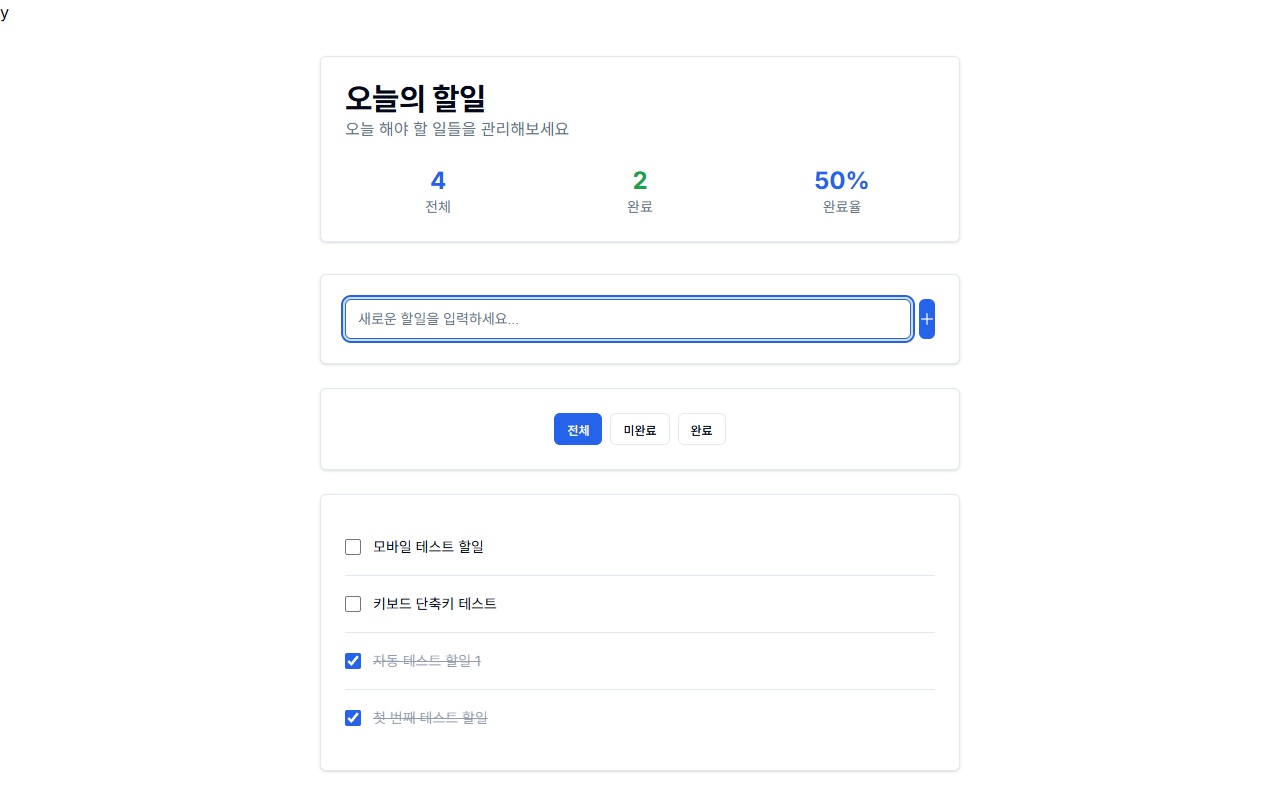 y
오늘의 할일
오늘 해야 할 일들을 관리해보세요
4
전체
2
완료
50%
완료율
새로운 할일을 입력하세요...
+
전체
미완료
완료
모바일 테스트 할일
키보드 단축키 테스트
자동 테스트 할일 1
첫 번째 테스트 할일